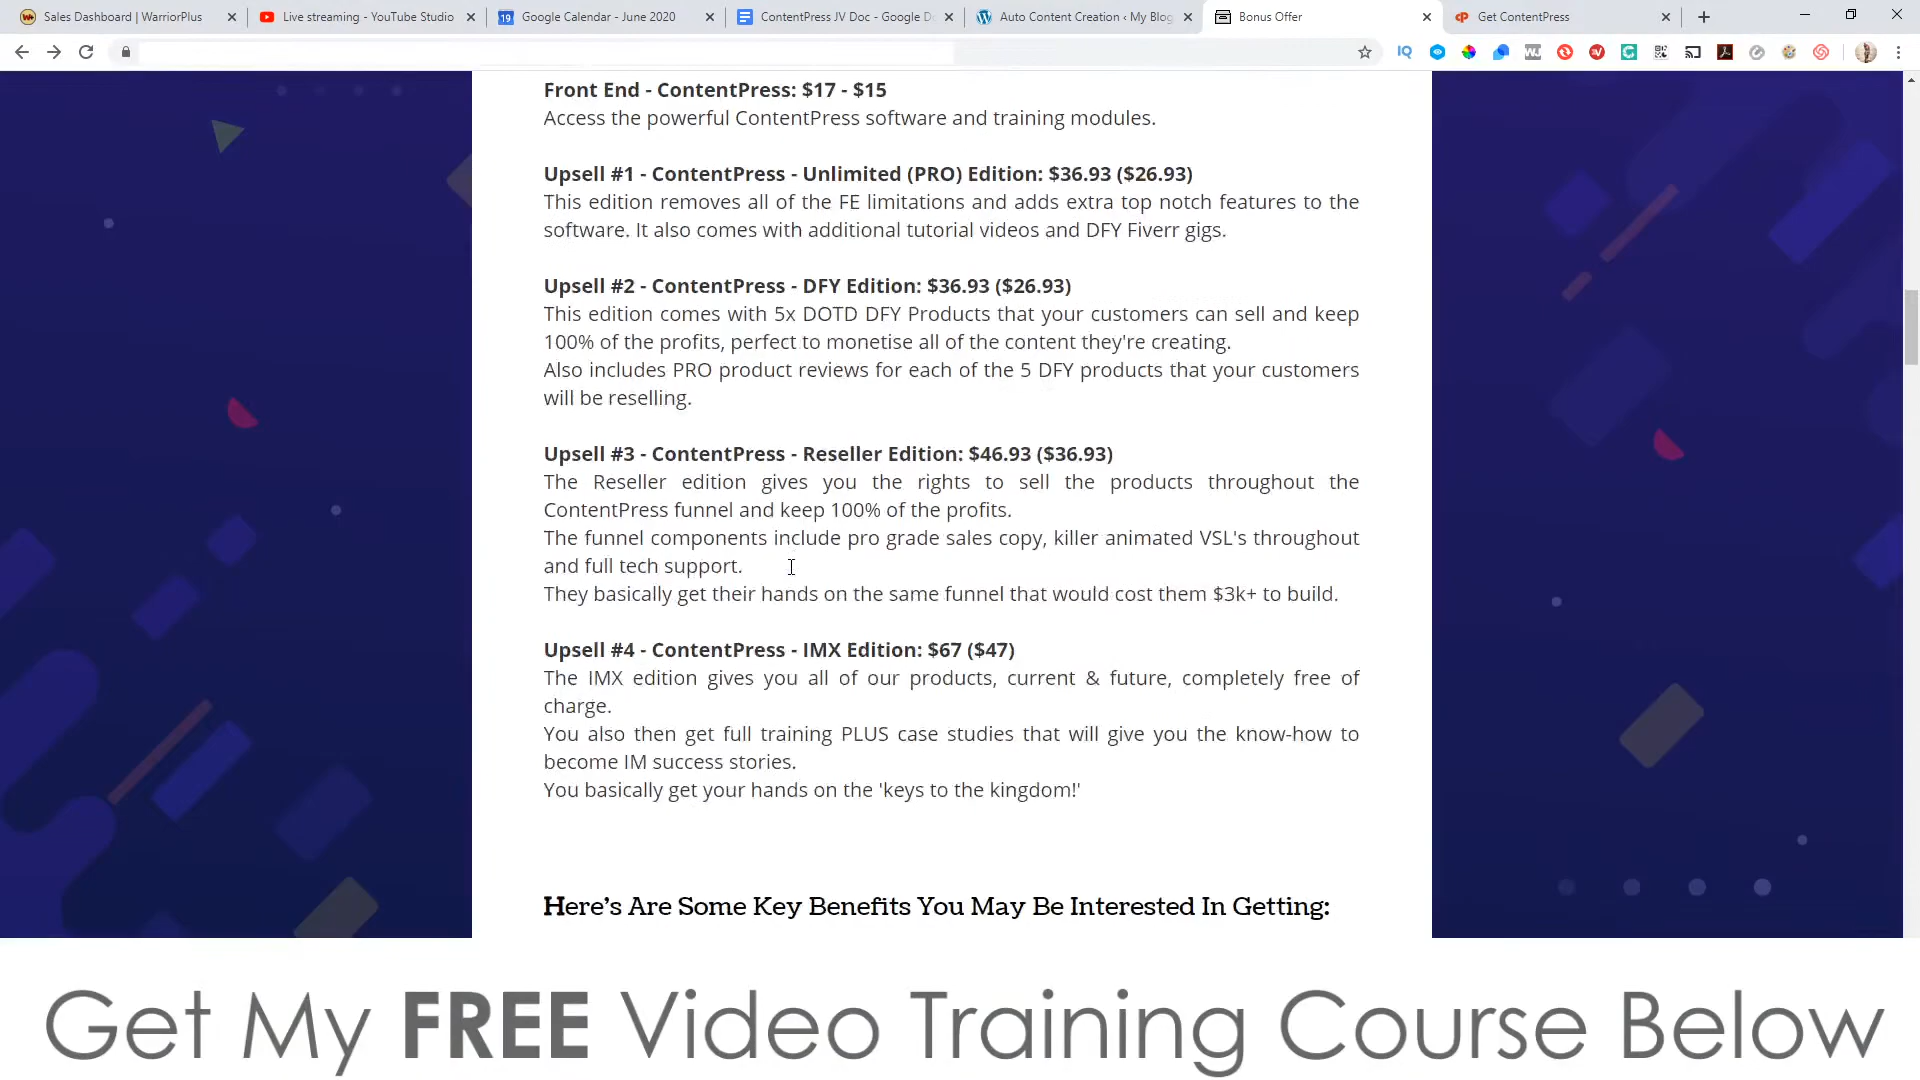 Sales Dashboard | WarriorPlus
Live streaming - YouTube Studio
19
Google Calendar - June 2020
ContentPress JV Doc - Google D
Auto Content Creation ‹ My Blog
Bonus Offer
Get ContentPress
IQ
Front End - ContentPress: $17 - $15
Access the powerful ContentPress software and training modules.
Upsell #1 - ContentPress - Unlimited (PRO) Edition: $36.93 ($26.93)
This edition removes all of the FE limitations and adds extra top notch features to the
software. It also comes with additional tutorial videos and DFY Fiverr gigs.
Upsell #2 - ContentPress - DFY Edition: $36.93 ($26.93)
This edition comes with 5x DOTD DFY Products that your customers can sell and keep
100% of the profits, perfect to monetise all of the content they're creating.
Also includes PRO product reviews for each of the 5 DFY products that your customers
will be reselling.
Upsell #3 - ContentPress - Reseller Edition: $46.93 ($36.93)
The Reseller edition gives you the rights to sell the products throughout the
ContentPress funnel and keep 100% of the profits.
The funnel components include pro grade sales copy, killer animated VSL's throughout
and full tech support.
They basically get their hands on the same funnel that would cost them $3k+ to build.
Upsell #4 - ContentPress - IMX Edition: $67 ($47)
The IMX edition gives you all of our products, current & future, completely free of
charge.
You also then get full training PLUS case studies that will give you the know-how to
become IM success stories.
You basically get your hands on the 'keys to the kingdom!'
Here's Are Some Key Benefits You May Be Interested In Getting:
Get My FREE Video Training Course Below